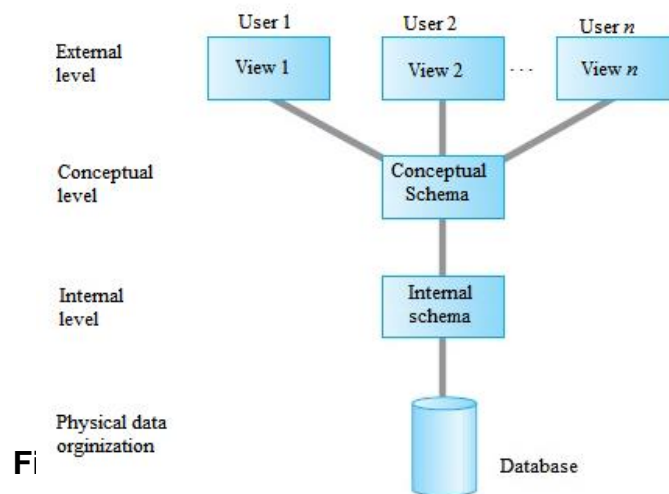 User 1
User 2
User n
External
level
View 1
View 2
...
View n
Conceptual
level
Conceptual
Schema
Internal
level
Internal
schema
Physical data
orginization
Fi
Database